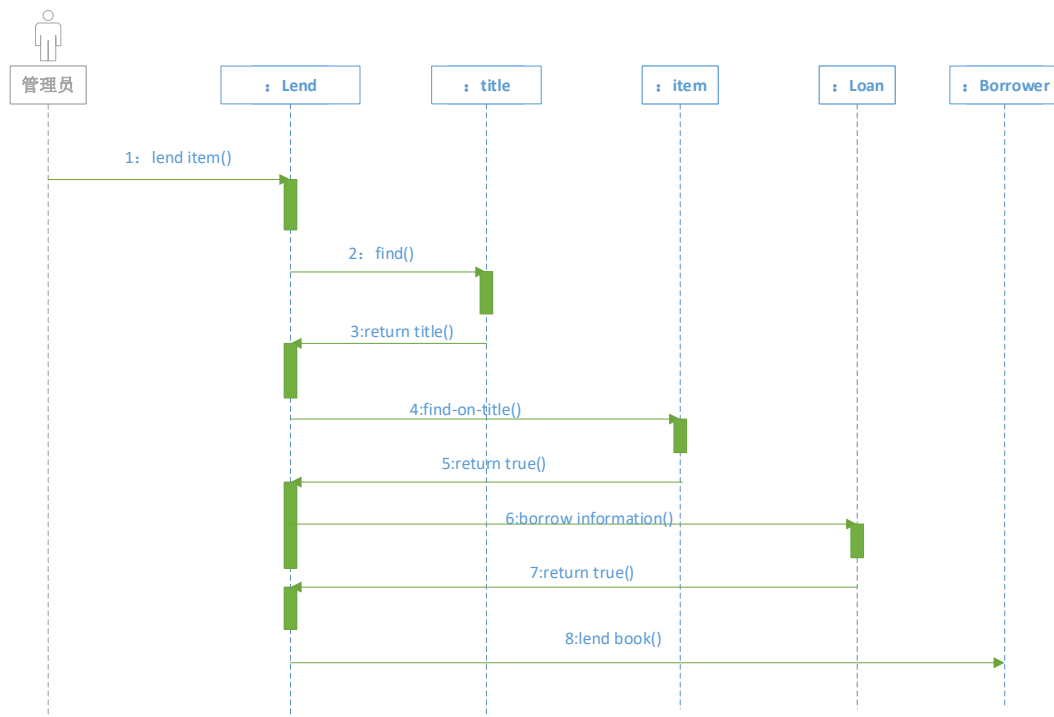 管理员
：Lend
：title
：item
：Loan
：Borrower
1：lend item()
2：find()
3:return title()
4:find-on-title()
5:return true()
6:borrow information()
7:return true()
8:lend book()